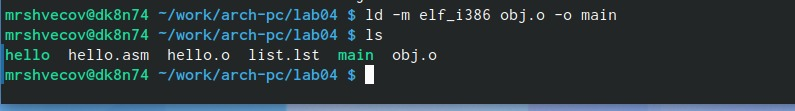 mrshvecov@dk8n74 ~/work/arch-pc/lab04 $ ld -m elf_i386 obj.o -o main
mrshvecov@dk8n74 ~/work/arch-pc/lab04 $ ls
hello  hello.asm  hello.o  list.lst  main  obj.o
mrshvecov@dk8n74 ~/work/arch-pc/lab04 $